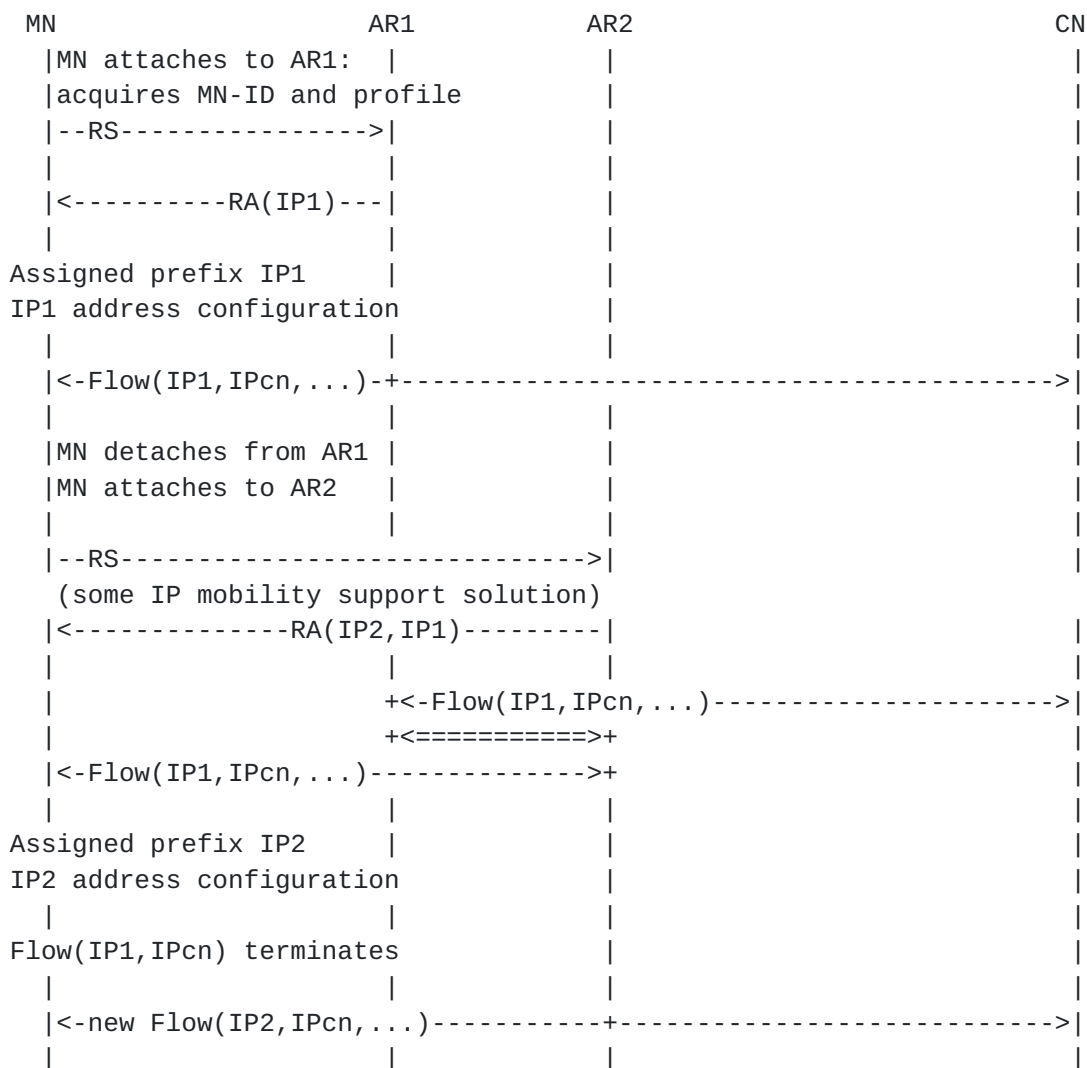 MN                    AR1           AR2                           CN
  |MN attaches to AR1:  |             |                             |
  |acquires MN-ID and profile         |                             |
  |--RS---------------->|             |                             |
  |                     |             |                             |
  |<----------RA(IP1)---|             |                             |
  |                     |             |                             |
Assigned prefix IP1     |             |                             |
IP1 address configuration             |                             |
  |                     |             |                             |
  |<-Flow(IP1,IPcn,...)-+------------------------------------------>|
  |                     |             |                             |
  |MN detaches from AR1 |             |                             |
  |MN attaches to AR2   |             |                             |
  |                     |             |                             |
  |--RS------------------------------>|                             |
   (some IP mobility support solution)
  |<--------------RA(IP2,IP1)---------|                             |
  |                     |             |                             |
  |                     +<-Flow(IP1,IPcn,...)---------------------->|
  |                     +<===========>+                             |
  |<-Flow(IP1,IPcn,...)-------------->+                             |
  |                     |             |                             |
Assigned prefix IP2     |             |                             |
IP2 address configuration             |                             |
  |                     |             |                             |
Flow(IP1,IPcn) terminates             |                             |
  |                     |             |                             |
  |<-new Flow(IP2,IPcn,...)-----------+---------------------------->|
  |                     |             |                             |